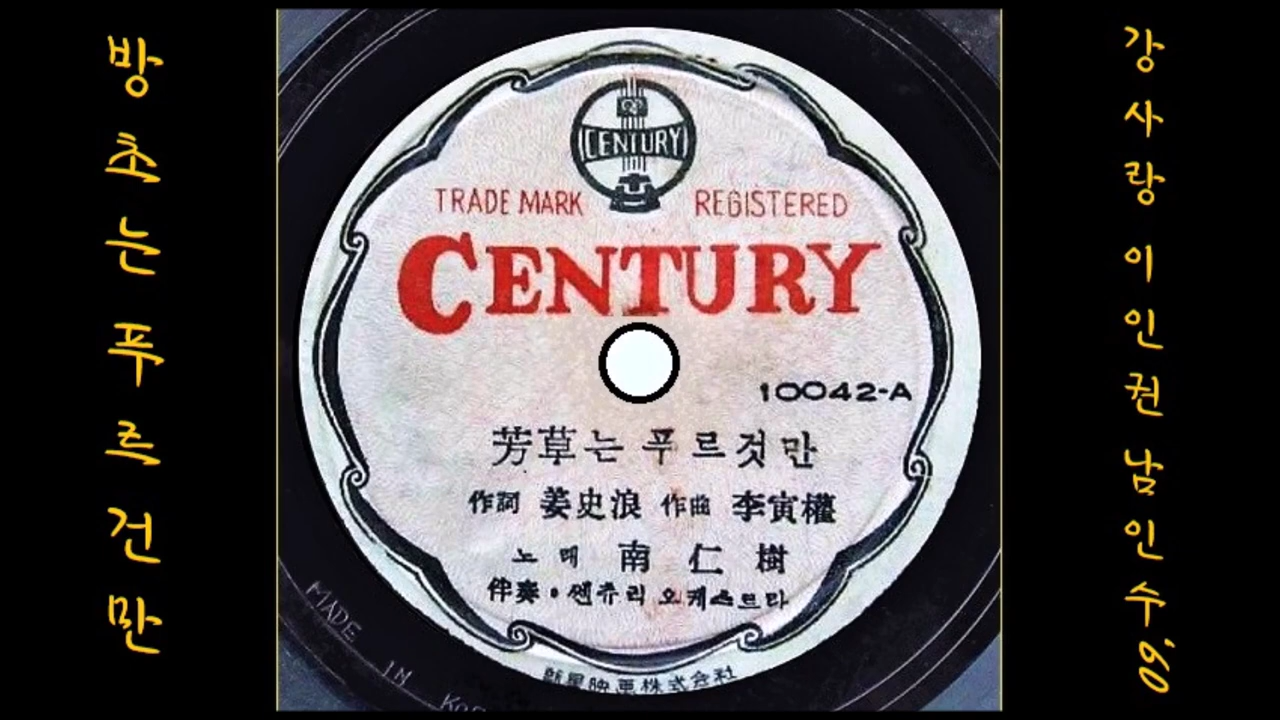 방초는푸르건만
CENTURY
TRADE MARK REGISTERED
CENTURY
10042-A
芳草는 푸르것만
作詞 姜史浪 作曲 李寅權
노래 南仁樹
伴奏・쎈츄리 오케스트라
MADE IN
강사랑 이인권 남인수